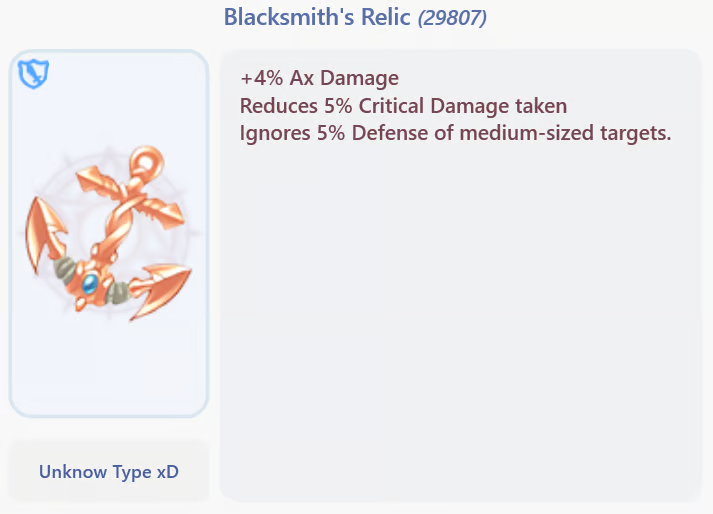 Blacksmith's Relic (29807)
+4% Ax Damage
Reduces 5% Critical Damage taken
Ignores 5% Defense of medium-sized targets.
Unknow Type xD